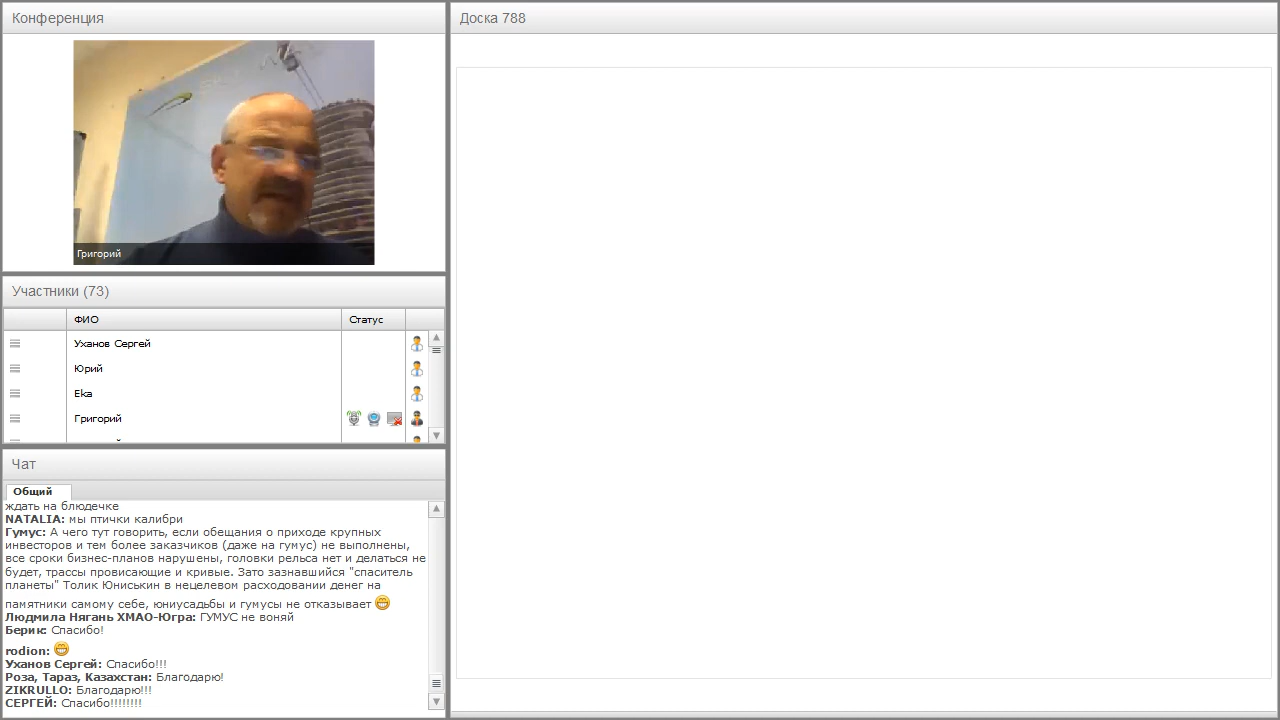 Конференция
Доска 788
Григорий
Участники (73)
ФИО
Статус
Уханов Сергей
Юрий
Eka
Григорий
Чат
Общий
ждать на блюдечке
NATALIA: мы птички калибри
Гумус: А чего тут говорить, если обещания о приходе крупных
инвесторов и тем более заказчиков (даже на гумус) не выполнены,
все сроки бизнес-планов нарушены, головки рельса нет и делаться не
будет, трассы провисающие и кривые. Зато зазнавшийся "спаситель
планеты" Толик Юниськин в нецелевом расходовании денег на
памятники самому себе, юниусадьбы и гумусы не отказывает
Людмила Нягань ХМАО-Югра: ГУМУС не воняй
Берик: Спасибо!
rodion:
Уханов Сергей: Спасибо!!!
Роза, Тараз, Казахстан: Благодарю!
ZIKRULLO: Благодарю!!!
СЕРГЕЙ: Спасибо!!!!!!!!